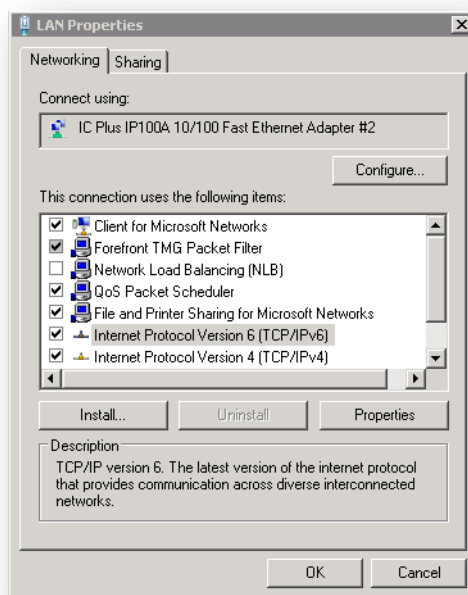 LAN Properties
Networking
Sharing
Connect using:
IC Plus IP100A 10/100 Fast Ethernet Adapter #2
Configure...
This connection uses the following items:
Client for Microsoft Networks
Forefront TMG Packet Filter
Network Load Balancing (NLB)
QoS Packet Scheduler
File and Printer Sharing for Microsoft Networks
Internet Protocol Version 6 (TCP/IPv6)
Internet Protocol Version 4 (TCP/IPv4)
Install...
Uninstall
Properties
Description
TCP/IP version 6. The latest version of the internet protocol
that provides communication across diverse interconnected
networks.
OK
Cancel